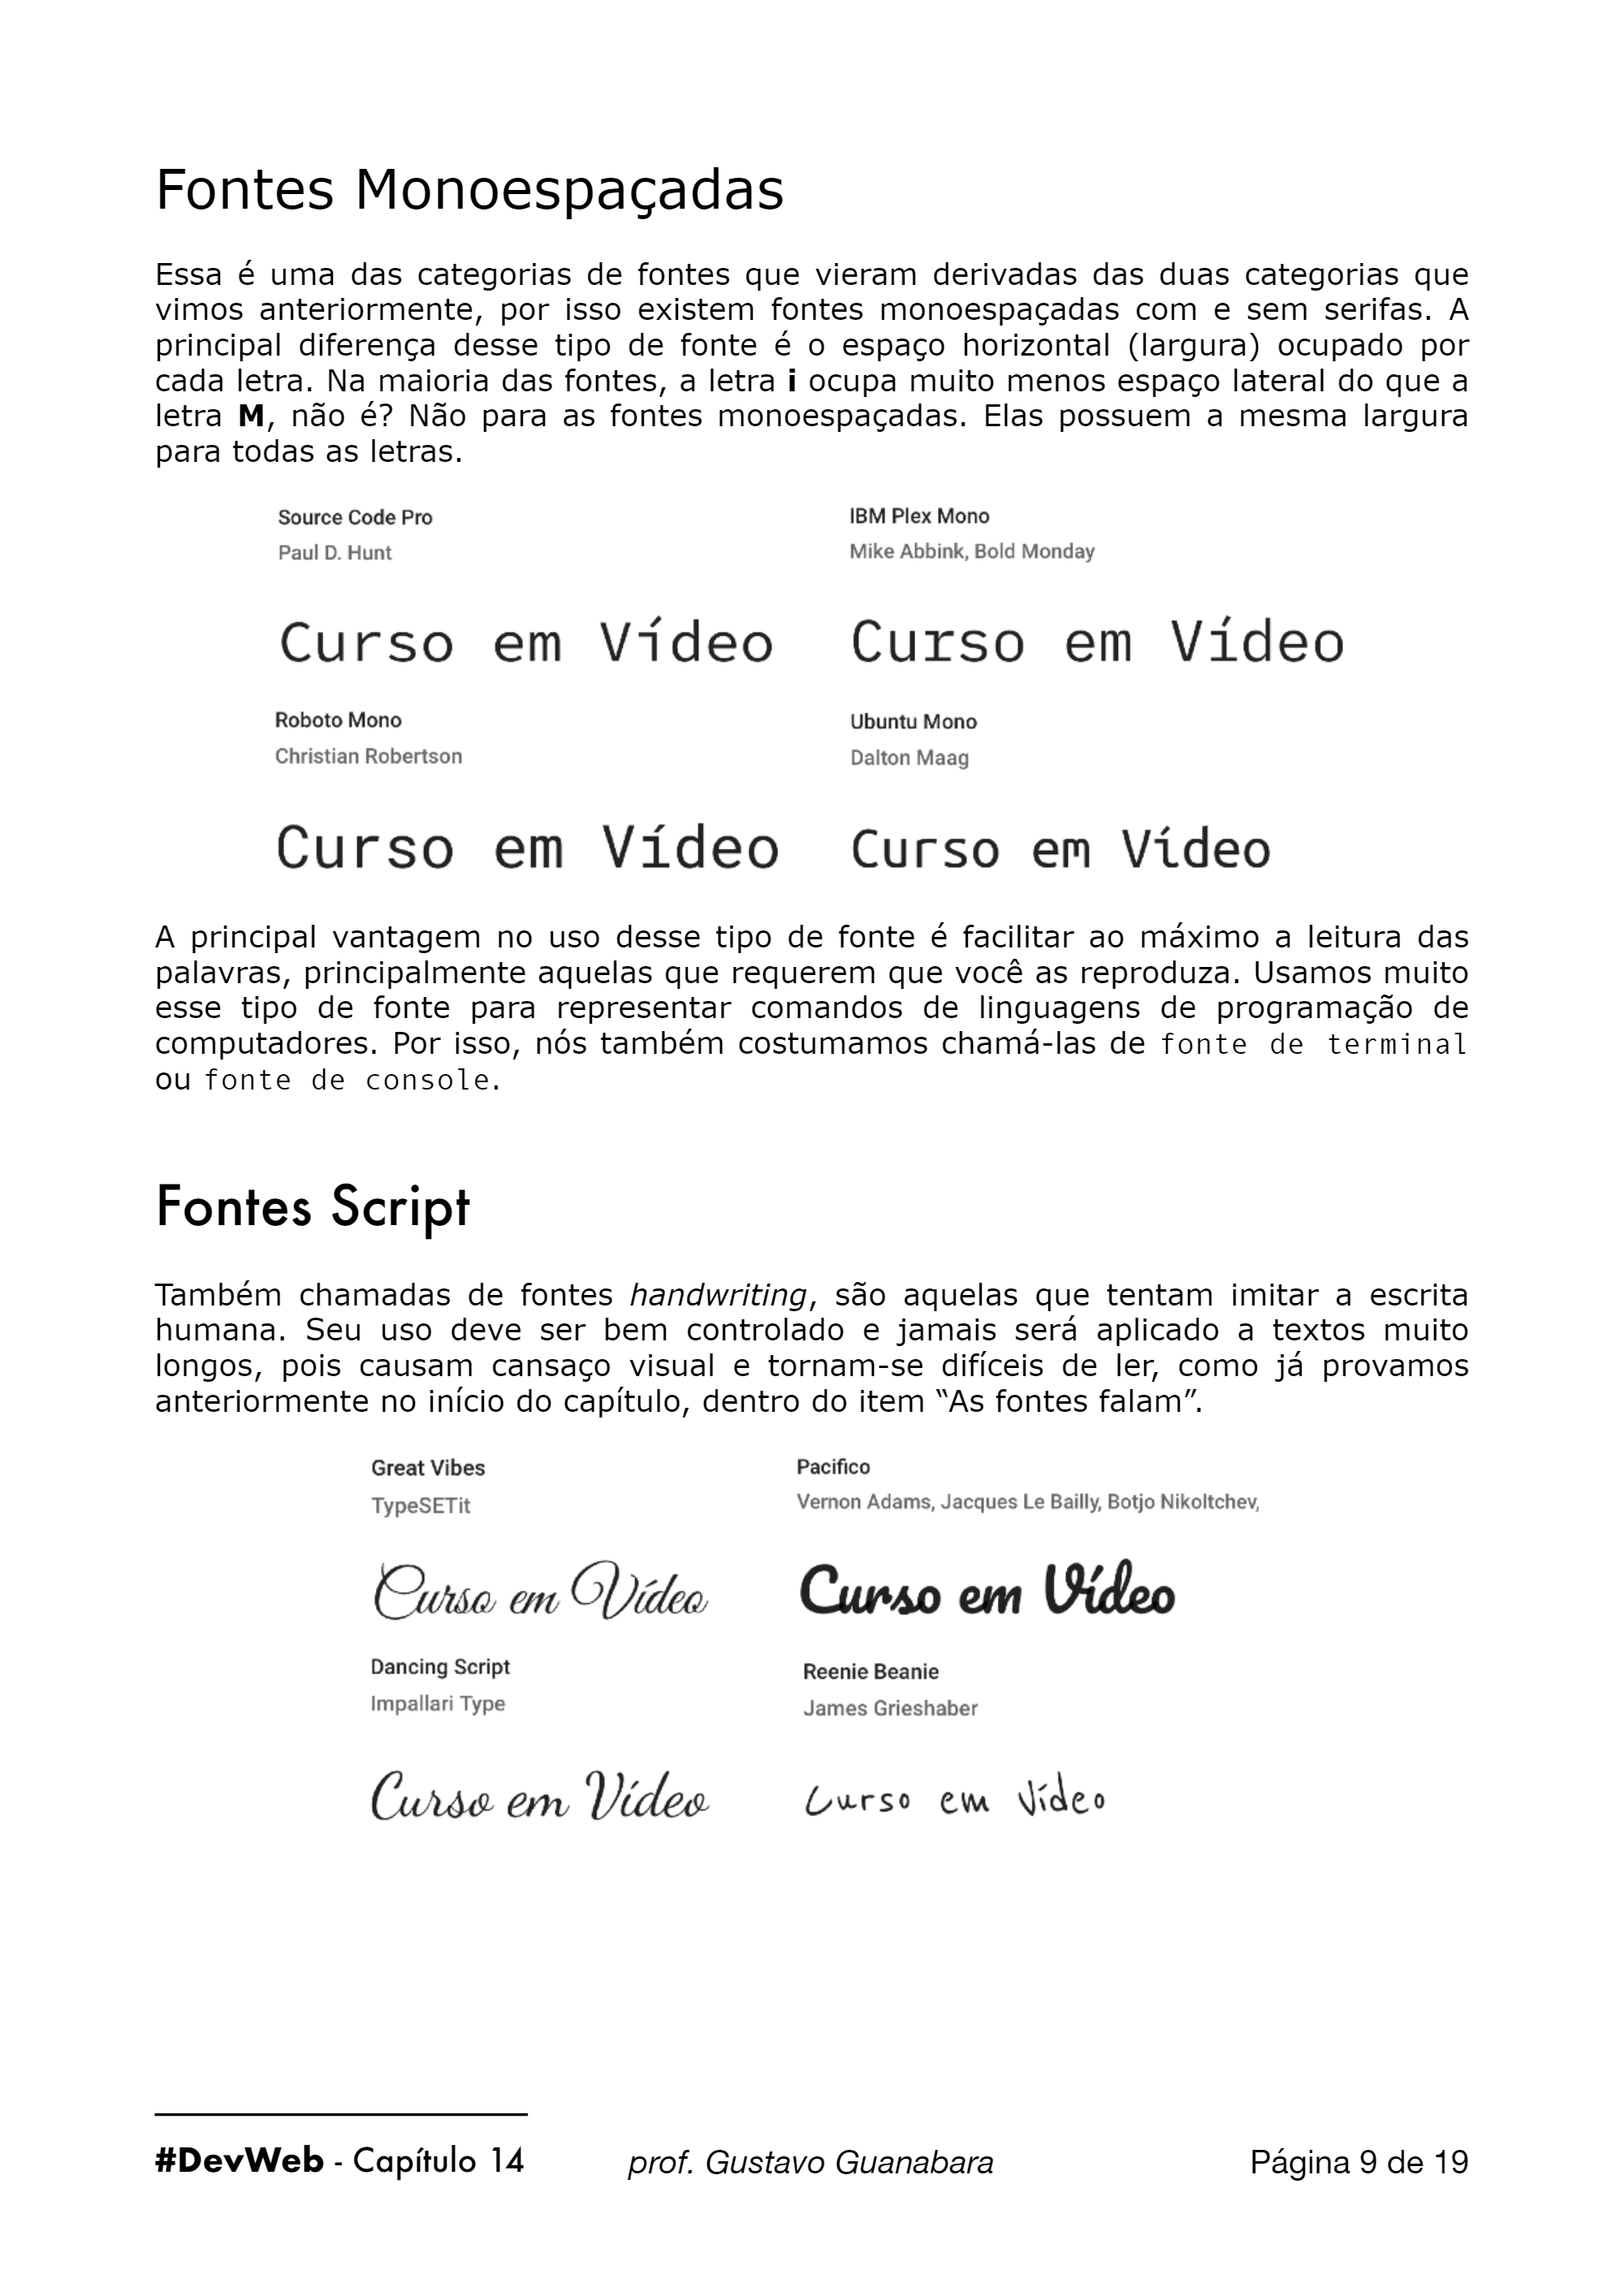 Fontes Monoespaçadas
Essa é uma das categorias de fontes que vieram derivadas das duas categorias que
vimos anteriormente, por isso existem fontes monoespaçadas com e sem serifas. A
principal diferença desse tipo de fonte é o espaço horizontal (largura) ocupado por
cada letra. Na maioria das fontes, a letra i ocupa muito menos espaço lateral do que a
letra M, não é? Não para as fontes monoespaçadas. Elas possuem a mesma largura
para todas as letras.
Source Code Pro
Paul D. Hunt
Curso em Vídeo
IBM Plex Mono
Mike Abbink, Bold Monday
Curso em Vídeo
Roboto Mono
Christian Robertson
Curso em Vídeo
Ubuntu Mono
Dalton Maag
Curso em Vídeo
A principal vantagem no uso desse tipo de fonte é facilitar ao máximo a leitura das
palavras, principalmente aquelas que requerem que você as reproduza. Usamos muito
esse tipo de fonte para representar comandos de linguagens de programação de
computadores. Por isso, nós também costumamos chamá-las de fonte de terminal
ou fonte de console.
Fontes Script
Também chamadas de fontes handwriting, são aquelas que tentam imitar a escrita
humana. Seu uso deve ser bem controlado e jamais será aplicado a textos muito
longos, pois causam cansaço visual e tornam-se difíceis de ler, como já provamos
anteriormente no início do capítulo, dentro do item “As fontes falam”.
Great Vibes
TypeSETit
Curso em Vídeo
Pacifico
Vernon Adams, Jacques Le Bailly, Botjo Nikoltchev,
Curso em Vídeo
Dancing Script
Impallari Type
Curso em Vídeo
Reenie Beanie
James Grieshaber
Curso em Vídeo
#DevWeb - Capítulo 14 prof. Gustavo Guanabara Página 9 de 19